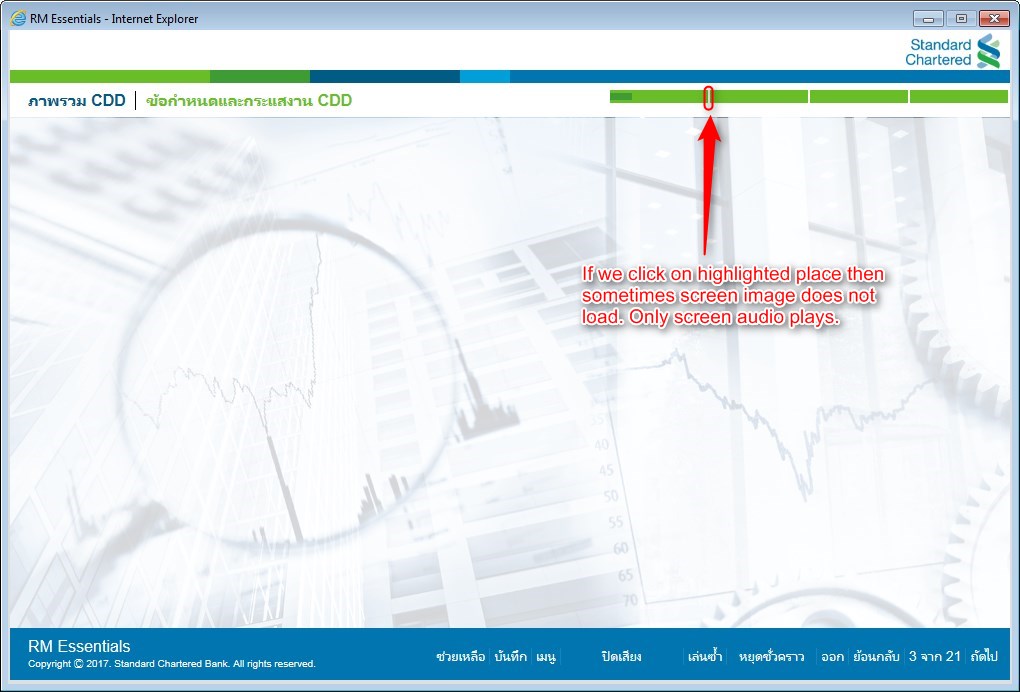 RM Essentials - Internet Explorer
Standard
Chartered
ภาพรวม CDD | ข้อกำหนดและกระแสงาน CDD
If we click on highlighted place then
sometimes screen image does not
load. Only screen audio plays.
40
45
50
55
60
65
70
RM Essentials
Copyright © 2017. Standard Chartered Bank. All rights reserved.
ช่วยเหลือ บันทึก เมนู ปิดเสียง เล่นซ้ำ หยุดชั่วคราว ออก ย้อนกลับ 3 จาก 21 ถัดไป